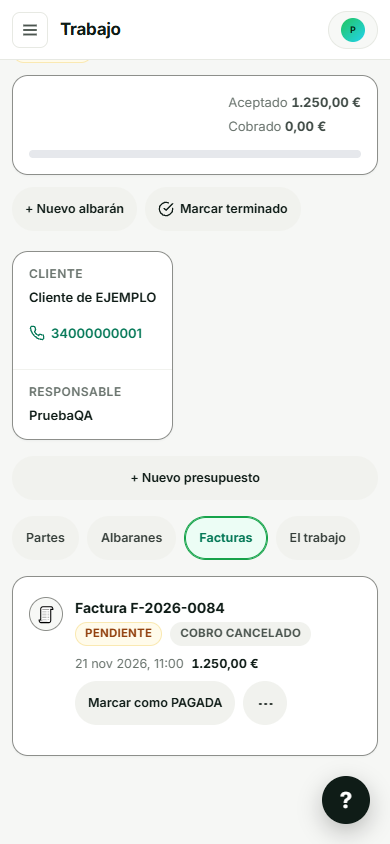 Trabajo
P
Aceptado 1.250,00 €
Cobrado 0,00 €
+ Nuevo albarán
Marcar terminado
CLIENTE
Cliente de EJEMPLO
34000000001
RESPONSABLE
PruebaQA
+ Nuevo presupuesto
Partes
Albaranes
Facturas
El trabajo
Factura F-2026-0084
PENDIENTE
COBRO CANCELADO
21 nov 2026, 11:00 1.250,00 €
Marcar como PAGADA
...
?